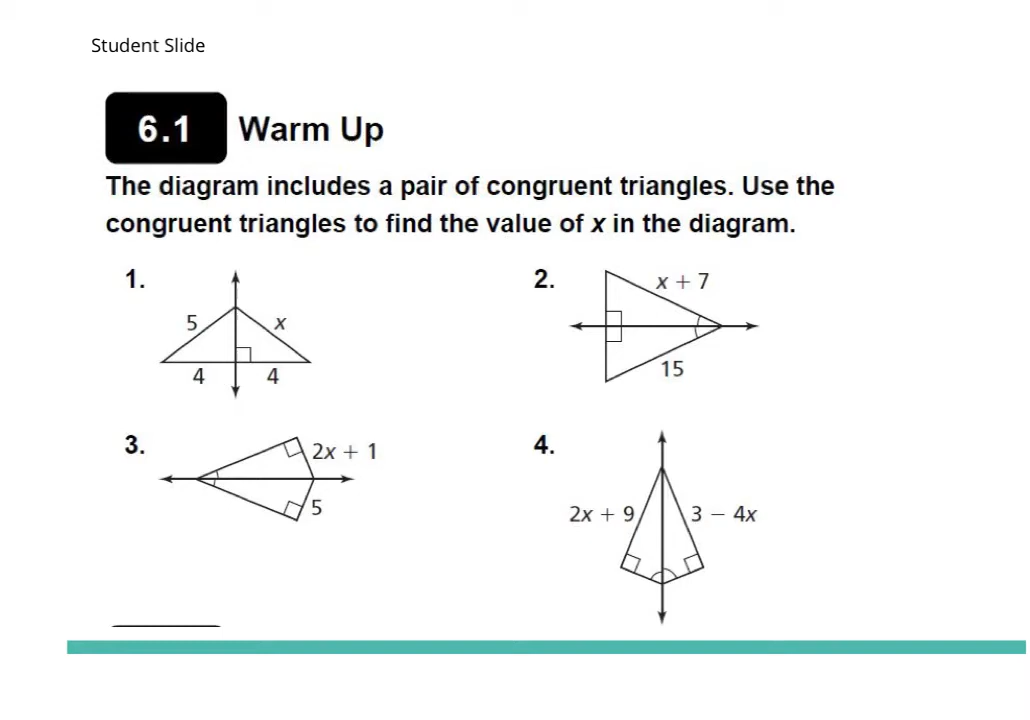 Student Slide
6.1 Warm Up
The diagram includes a pair of congruent triangles. Use the
congruent triangles to find the value of x in the diagram.
1.
5
x
4
4
2.
x + 7
15
3.
2x + 1
5
4.
2x + 9
3 − 4x